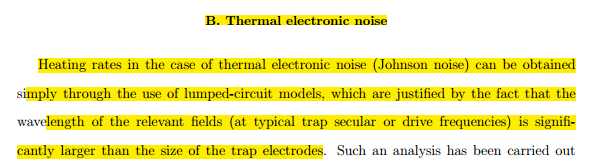 B. Thermal electronic noise
Heating rates in the case of thermal electronic noise (Johnson noise) can be obtained
simply through the use of lumped-circuit models, which are justified by the fact that the
wavelength of the relevant fields (at typical trap secular or drive frequencies) is signifi-
cantly larger than the size of the trap electrodes. Such an analysis has been carried out